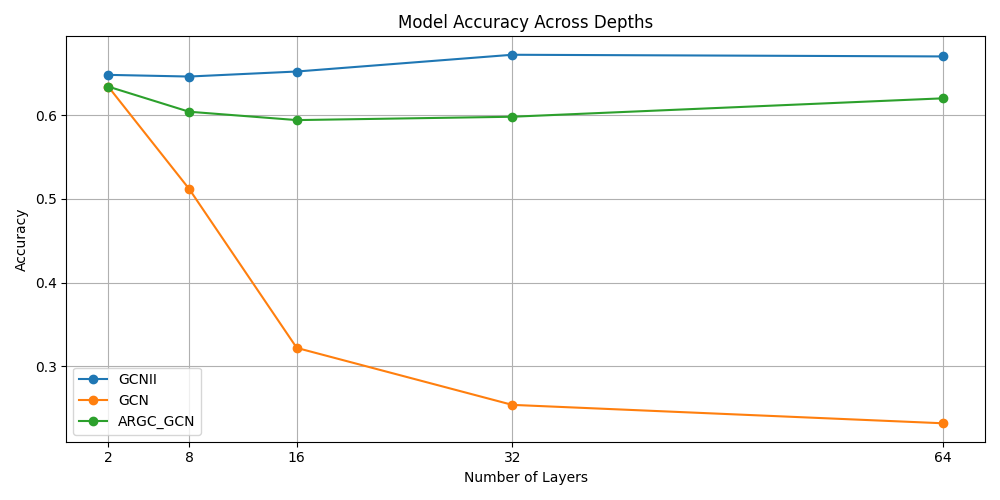 Model Accuracy Across Depths
Accuracy
0.6
0.5
0.4
0.3
GCNII
GCN
ARGC_GCN
2 8 16 32 64
Number of Layers